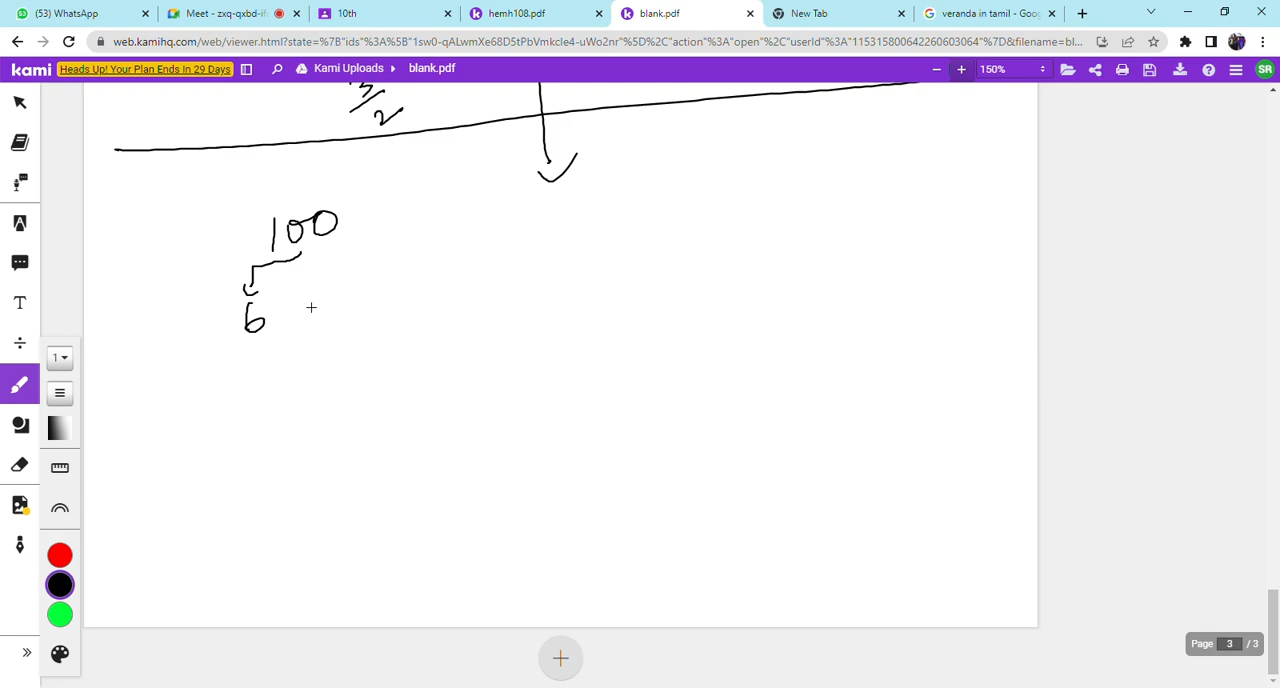 (53) WhatsApp
Meet - zxq-qxbd-if
10th
hemh108.pdf
blank.pdf
New Tab
veranda in tamil - Goo
web.kamihq.com/web/viewer.html?state=%7B"ids"%3A%5B"1sw0-qALwmXe68D5tPbVmkcle4-uWo2nr"%5D%2C"action"%3A"open"%2C"userId"%3A"115315800642260603064"%7D&filename=bl...
kami
Heads Up! Your Plan Ends In 29 Days
Kami Uploads
blank.pdf
150%
SR
3
2
100
6
1
Page 3 / 3